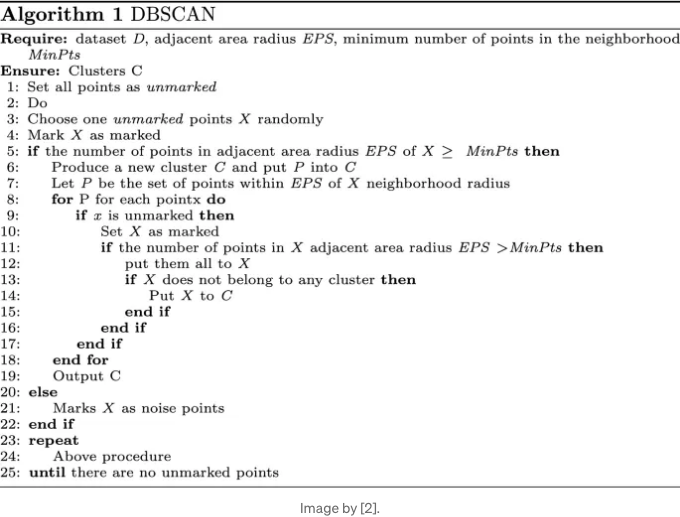 Algorithm 1 DBSCAN
Require: dataset D, adjacent area radius EPS, minimum number of points in the neighborhood
MinPts
Ensure: Clusters C
1: Set all points as unmarked
2: Do
3: Choose one unmarked points X randomly
4: Mark X as marked
5: if the number of points in adjacent area radius EPS of X ≥ MinPts then
6: Produce a new cluster C and put P into C
7: Let P be the set of points within EPS of X neighborhood radius
8: for P for each pointx do
9: if x is unmarked then
10: Set X as marked
11: if the number of points in X adjacent area radius EPS >MinPts then
12: put them all to X
13: if X does not belong to any cluster then
14: Put X to C
15: end if
16: end if
17: end if
18: end for
19: Output C
20: else
21: Marks X as noise points
22: end if
23: repeat
24: Above procedure
25: until there are no unmarked points
Image by [2].